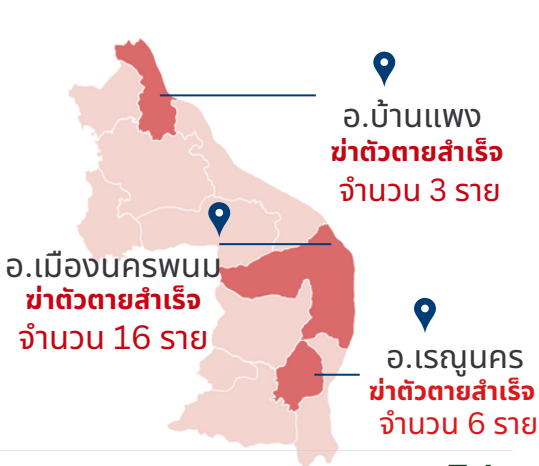 อ.บ้านแพง
ฆ่าตัวตายสำเร็จ
จำนวน 3 ราย
อ.เมืองนครพนม
ฆ่าตัวตายสำเร็จ
จำนวน 16 ราย
อ.เรณูนคร
ฆ่าตัวตายสำเร็จ
จำนวน 6 ราย